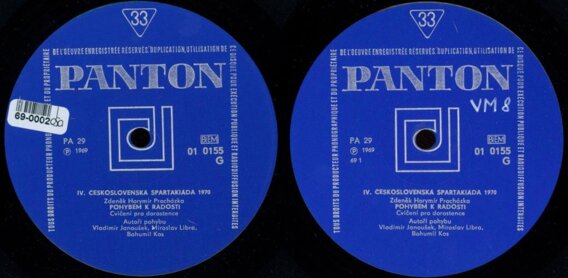 33
DE L'OEUVRE ENREGISTRÉE RÉSERVÉS. DUPLICATION, UTILISATION DE
CE DISQUE POUR EXÉCUTION PUBLIQUE ET RADIODIFFUSION INTERDITES
TOUS DROITS DU PRODUCTEUR PHONOGRAPHIQUE ET DU PROPRIÉTAIRE
PANTON
69-000200
PA 29
Ⓟ 1969
BIEM
01 0155
G
IV. ČESKOSLOVENSKÁ SPARTAKIÁDA 1970
Zdeněk Horymír Procházka
POHYBEM K RADOSTI
Cvičení pro dorostence
Autoři pohybu
Vladimír Janoušek, Miroslav Libra,
Bohumil Kos
33
DE L'OEUVRE ENREGISTRÉE RÉSERVÉS. DUPLICATION, UTILISATION DE
CE DISQUE POUR EXÉCUTION PUBLIQUE ET RADIODIFFUSION INTERDITES
TOUS DROITS DU PRODUCTEUR PHONOGRAPHIQUE ET DU PROPRIÉTAIRE
PANTON
VM 8
PA 29
Ⓟ 1969
69 1
BIEM
01 0155
G
IV. ČESKOSLOVENSKÁ SPARTAKIÁDA 1970
Zdeněk Horymír Procházka
POHYBEM K RADOSTI
Cvičení pro dorostence
Autoři pohybu
Vladimír Janoušek, Miroslav Libra,
Bohumil Kos